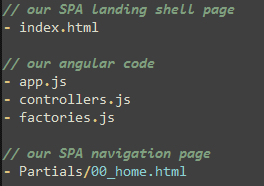 // our SPA landing shell page
- index.html
// our angular code
- app.js
- controllers.js
- factories.js
// our SPA navigation page
- Partials/00_home.html